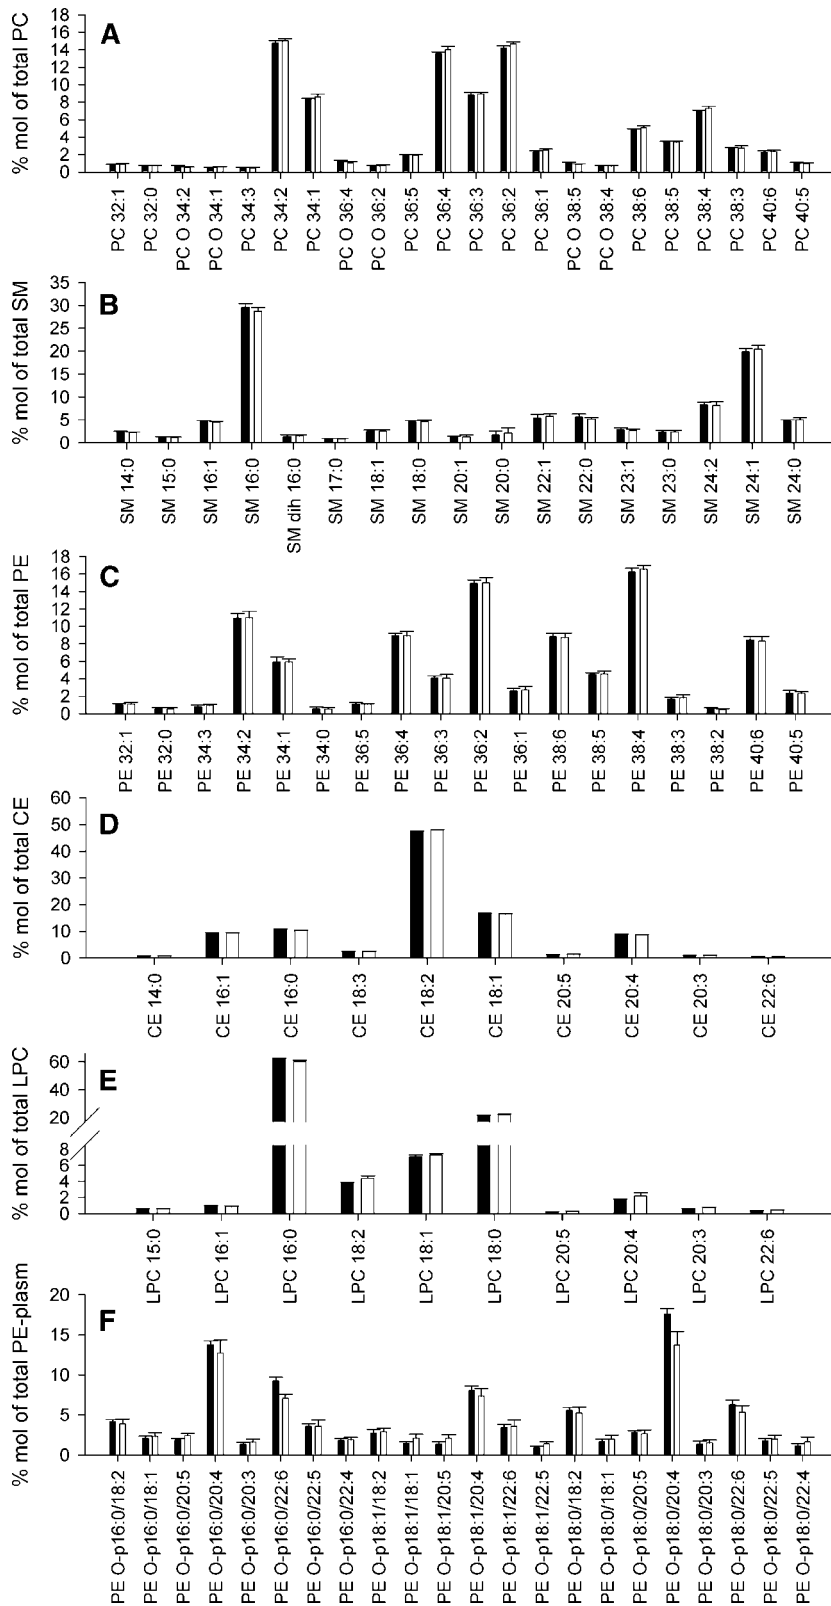 A
% mol of total PC
18
16
14
12
10
8
6
4
2
0
PC 32:1
PC 32:0
PC O 34:2
PC O 34:1
PC 34:3
PC 34:2
PC 34:1
PC O 36:4
PC O 36:2
PC 36:5
PC 36:4
PC 36:3
PC 36:2
PC 36:1
PC O 38:5
PC O 38:4
PC 38:6
PC 38:5
PC 38:4
PC 38:3
PC 40:6
PC 40:5
B
% mol of total SM
35
30
25
20
15
10
5
0
SM 14:0
SM 15:0
SM 16:1
SM 16:0
SM dih 16:0
SM 17:0
SM 18:1
SM 18:0
SM 20:1
SM 20:0
SM 22:1
SM 22:0
SM 23:1
SM 23:0
SM 24:2
SM 24:1
SM 24:0
C
% mol of total PE
18
16
14
12
10
8
6
4
2
0
PE 32:1
PE 32:0
PE 34:3
PE 34:2
PE 34:1
PE 34:0
PE 36:5
PE 36:4
PE 36:3
PE 36:2
PE 36:1
PE 38:6
PE 38:5
PE 38:4
PE 38:3
PE 38:2
PE 40:6
PE 40:5
D
% mol of total CE
60
50
40
30
20
10
0
CE 14:0
CE 16:1
CE 16:0
CE 18:3
CE 18:2
CE 18:1
CE 20:5
CE 20:4
CE 20:3
CE 22:6
E
% mol of total LPC
60
40
20
8
6
4
2
0
LPC 15:0
LPC 16:1
LPC 16:0
LPC 18:2
LPC 18:1
LPC 18:0
LPC 20:5
LPC 20:4
LPC 20:3
LPC 22:6
F
% mol of total PE-plasm
20
15
10
5
0
PE O-p16:0/18:2
PE O-p16:0/18:1
PE O-p16:0/20:5
PE O-p16:0/20:4
PE O-p16:0/20:3
PE O-p16:0/22:6
PE O-p16:0/22:5
PE O-p16:0/22:4
PE O-p18:1/18:2
PE O-p18:1/18:1
PE O-p18:1/20:5
PE O-p18:1/20:4
PE O-p18:1/22:6
PE O-p18:1/22:5
PE O-p18:0/18:2
PE O-p18:0/18:1
PE O-p18:0/20:5
PE O-p18:0/20:4
PE O-p18:0/20:3
PE O-p18:0/22:6
PE O-p18:0/22:5
PE O-p18:0/22:4